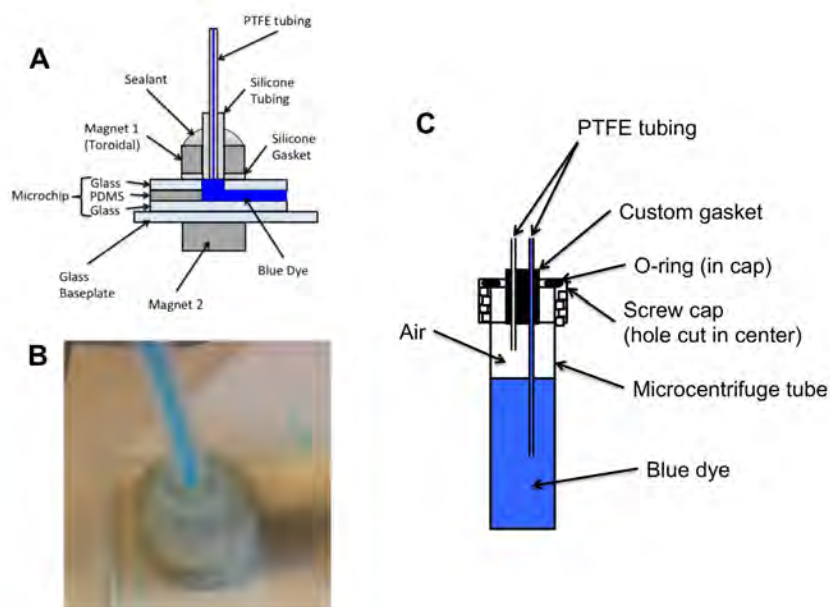 A
PTFE tubing
Sealant
Silicone
Tubing
Magnet 1
(Toroidal)
Silicone
Gasket
Microchip
Glass
PDMS
Glass
Glass
Baseplate
Magnet 2
Blue Dye
B
C
PTFE tubing
Custom gasket
O-ring (in cap)
Screw cap
(hole cut in center)
Air
Microcentrifuge tube
Blue dye